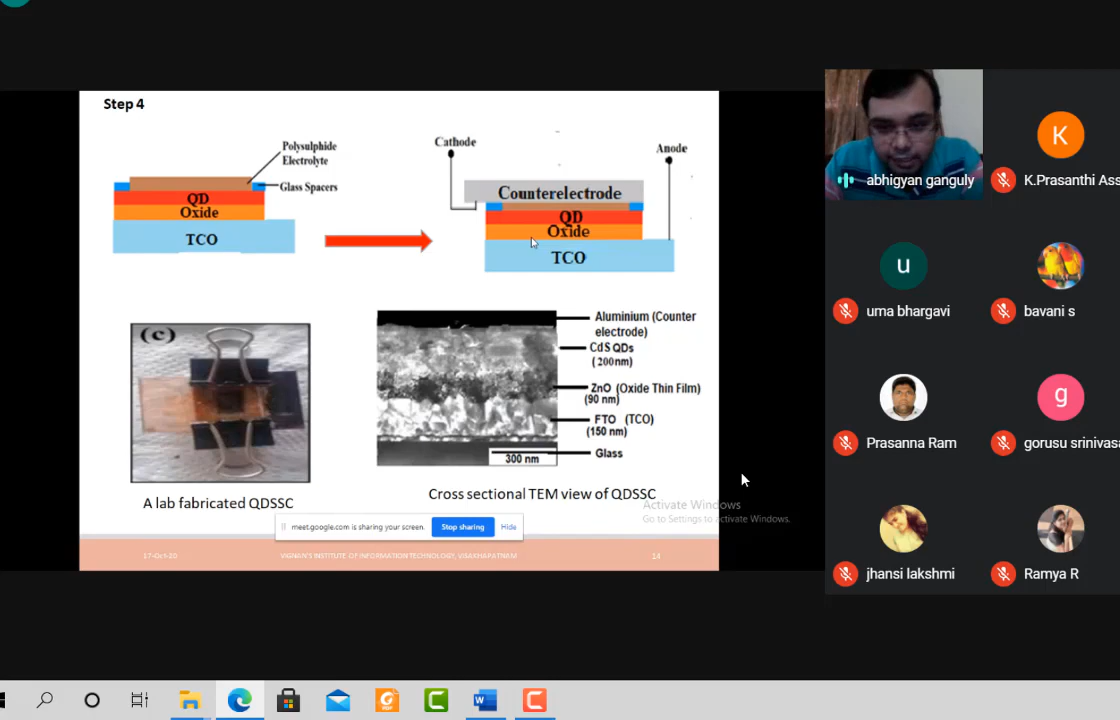 Step 4
Polysulphide
Electrolyte
Glass Spacers
QD
Oxide
TCO
Cathode
Anode
Counterelectrode
QD
Oxide
TCO
(c)
Aluminium (Counter
electrode)
CdS QDs
(200nm)
ZnO (Oxide Thin Film)
(90 nm)
FTO (TCO)
(150 nm)
Glass
300 nm
A lab fabricated QDSSC
Cross sectional TEM view of QDSSC
Activate Windows
Go to Settings to activate Windows.
meet.google.com is sharing your screen.
Stop sharing
Hide
17-Oct-20
VIGNAN'S INSTITUTE OF INFORMATION TECHNOLOGY, VISAKHAPATNAM
14
abhigyan ganguly
K
K.Prasanthi Ass
u
uma bhargavi
bavani s
Prasanna Ram
g
gorusu srinivasa
jhansi lakshmi
Ramya R